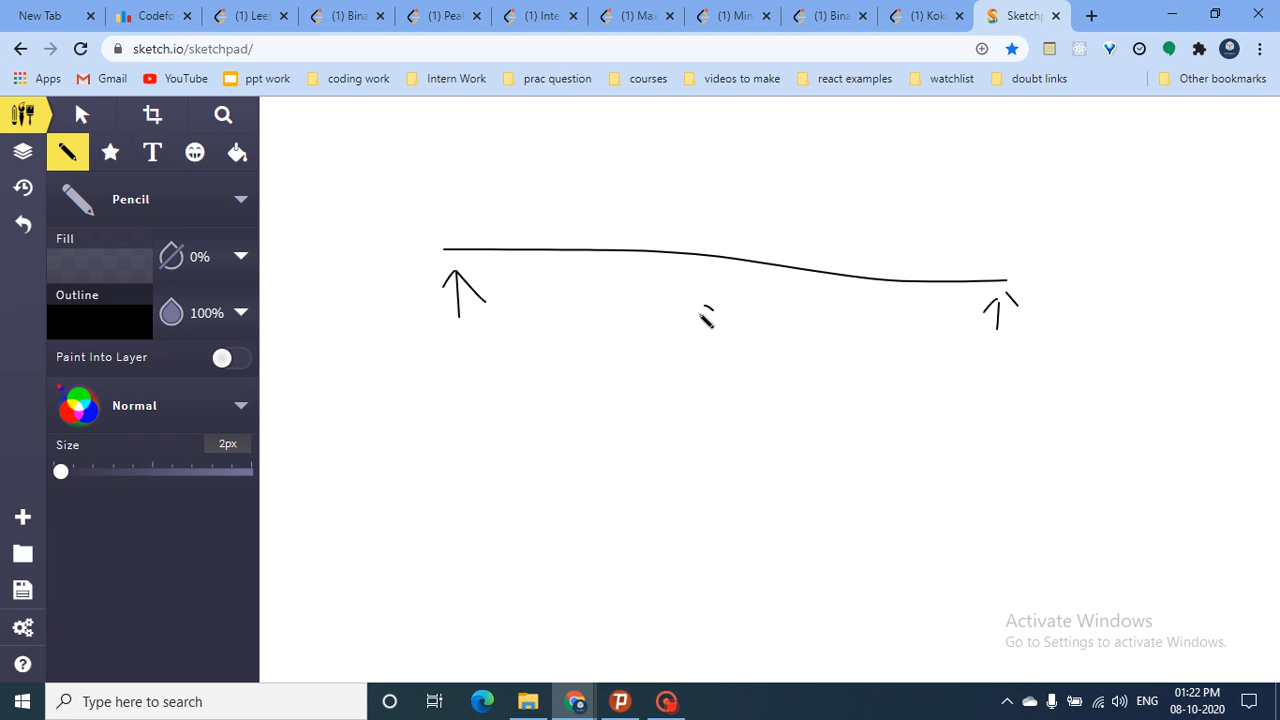 New Tab
Codefo
(1) Leet
(1) Bina
(1) Peal
(1) Inte
(1) Max
(1) Min
(1) Bina
(1) Koko
Sketchp
sketch.io/sketchpad/
Apps
Gmail
YouTube
ppt work
coding work
Intern Work
prac question
courses
videos to make
react examples
watchlist
doubt links
Other bookmarks
Pencil
Fill
0%
Outline
100%
Paint Into Layer
Normal
Size
2px
Activate Windows
Go to Settings to activate Windows.
Type here to search
ENG
01:22 PM
08-10-2020